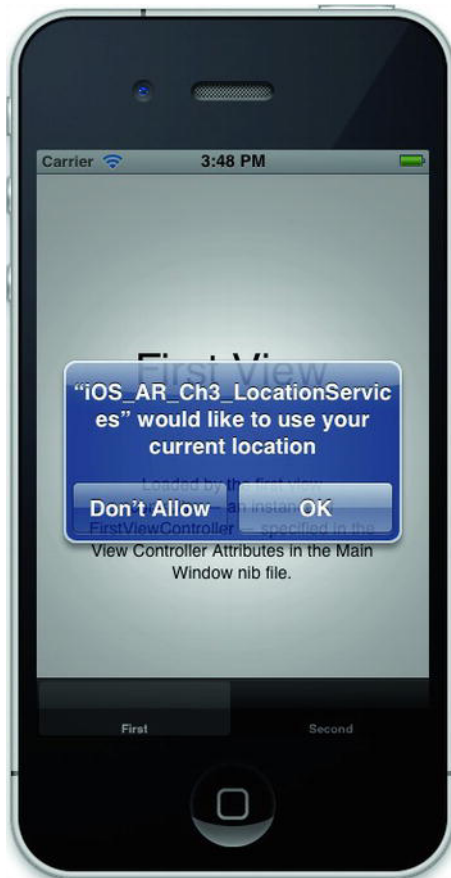 Carrier
3:48 PM
First View
“iOS_AR_Ch3_LocationServic
es” would like to use your
current location
Loaded by the first view
— an instance
Don’t Allow
OK
FirstViewController — specified in the
View Controller Attributes in the Main
Window nib file.
First
Second